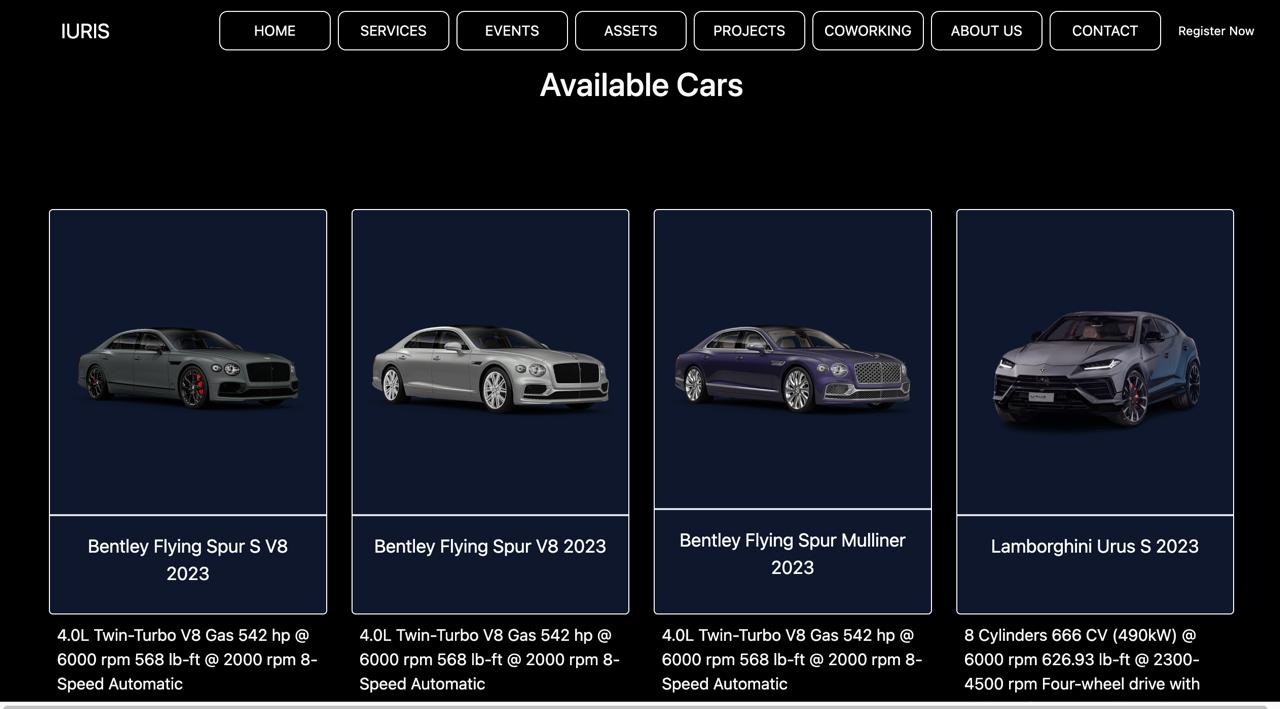 IURIS
HOME
SERVICES
EVENTS
ASSETS
PROJECTS
COWORKING
ABOUT US
CONTACT
Register Now
Available Cars
Bentley Flying Spur S V8
2023
4.0L Twin-Turbo V8 Gas 542 hp @
6000 rpm 568 lb-ft @ 2000 rpm 8-
Speed Automatic
Bentley Flying Spur V8 2023
4.0L Twin-Turbo V8 Gas 542 hp @
6000 rpm 568 lb-ft @ 2000 rpm 8-
Speed Automatic
Bentley Flying Spur Mulliner
2023
4.0L Twin-Turbo V8 Gas 542 hp @
6000 rpm 568 lb-ft @ 2000 rpm 8-
Speed Automatic
Lamborghini Urus S 2023
8 Cylinders 666 CV (490kW) @
6000 rpm 626.93 lb-ft @ 2300-
4500 rpm Four-wheel drive with